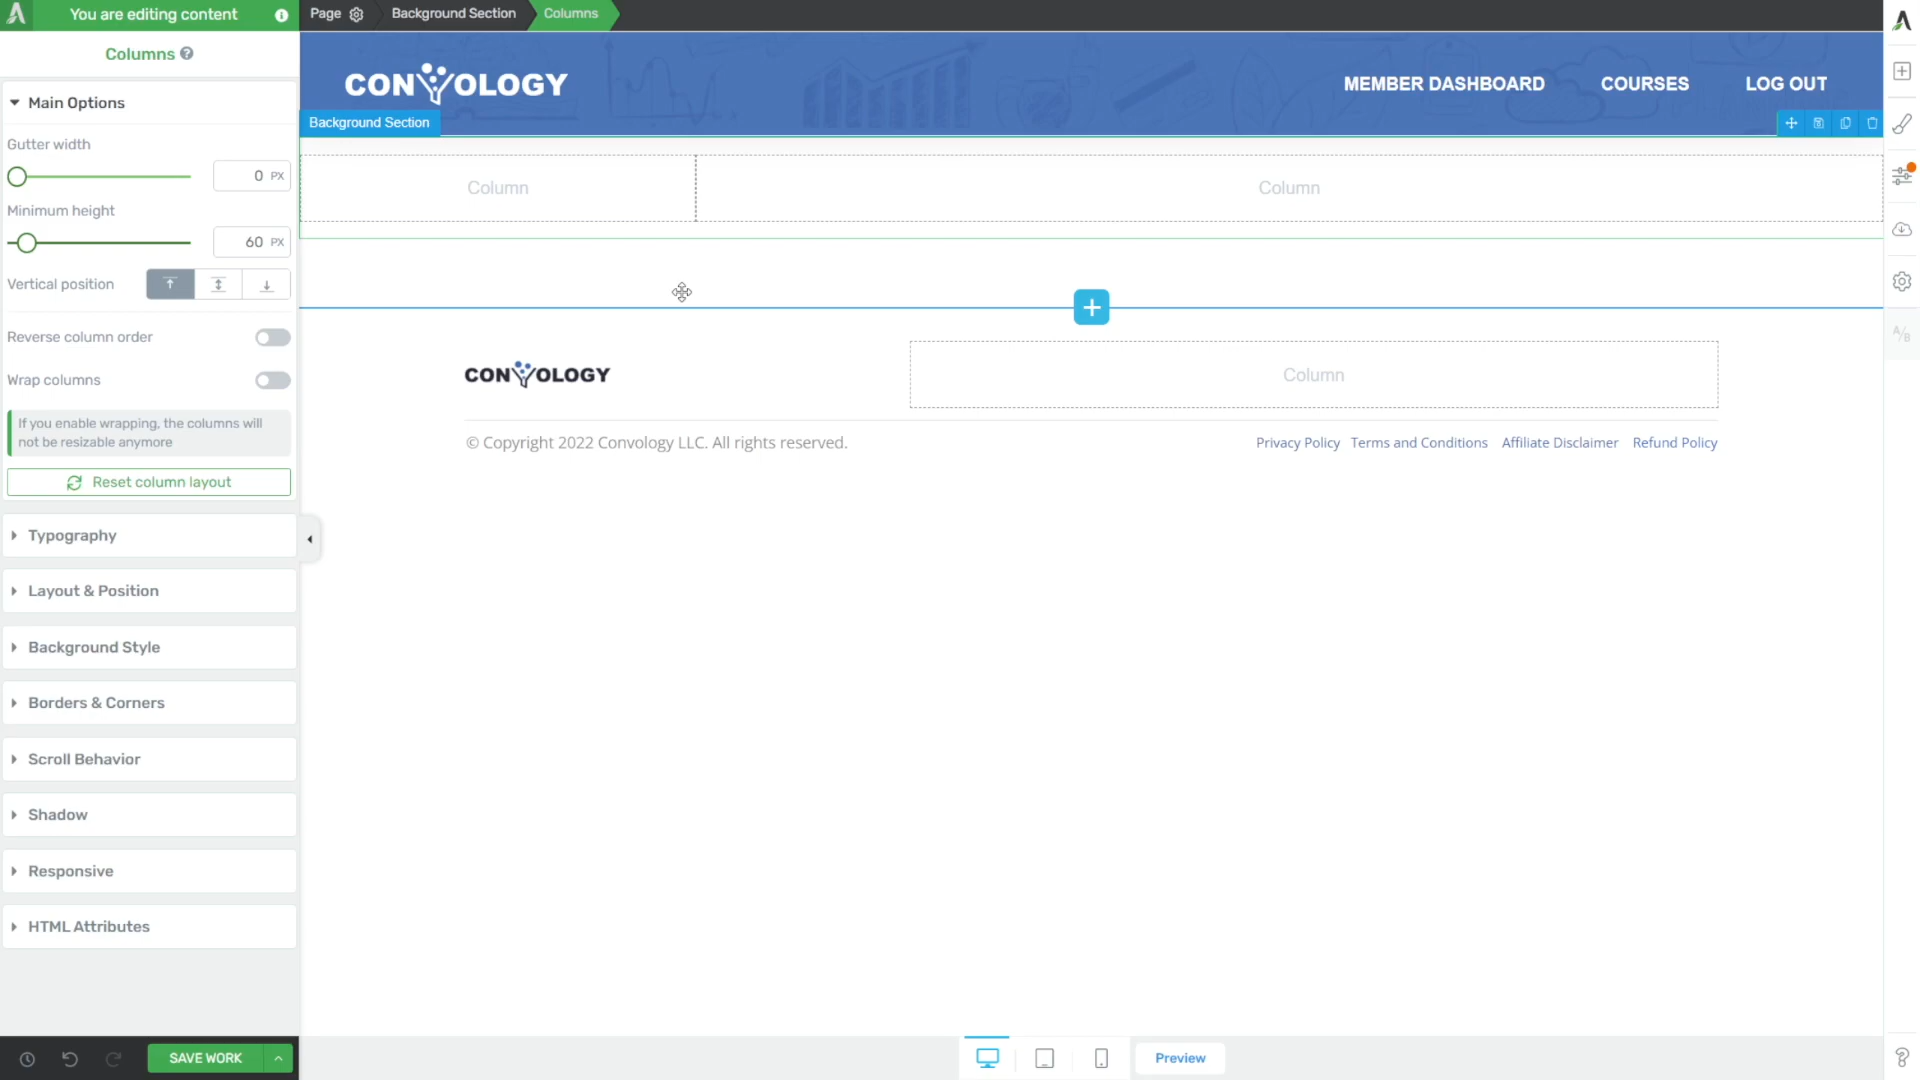 You are editing content
Page
Background Section
Columns
Columns
CONVOLOGY
MEMBER DASHBOARD
COURSES
LOG OUT
Background Section
Main Options
Gutter width
0 PX
Minimum height
60 PX
Vertical position
Reverse column order
Wrap columns
If you enable wrapping, the columns will
not be resizable anymore
Reset column layout
Typography
Layout & Position
Background Style
Borders & Corners
Scroll Behavior
Shadow
Responsive
HTML Attributes
SAVE WORK
Column
Column
CONVOLOGY
Column
© Copyright 2022 Convology LLC. All rights reserved.
Privacy Policy Terms and Conditions Affiliate Disclaimer Refund Policy
A/B
Preview